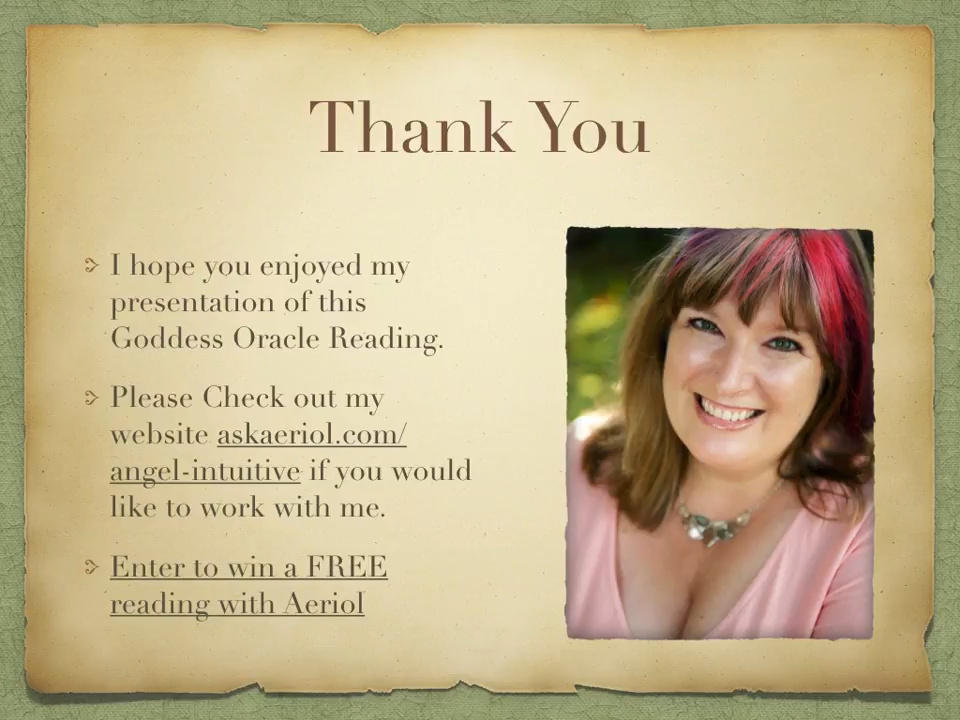 Thank You
I hope you enjoyed my
presentation of this
Goddess Oracle Reading.
Please Check out my
website askaeriol.com/
angel-intuitive if you would
like to work with me.
Enter to win a FREE
reading with Aeriol